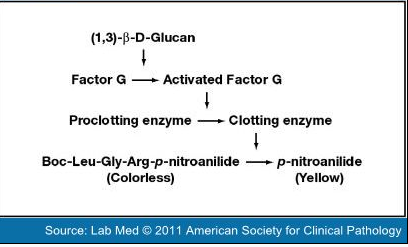 (1,3)-β-D-Glucan
Factor G → Activated Factor G
Proclotting enzyme → Clotting enzyme
Boc-Leu-Gly-Arg-p-nitroanilide → p-nitroanilide
(Colorless) (Yellow)
Source: Lab Med © 2011 American Society for Clinical Pathology